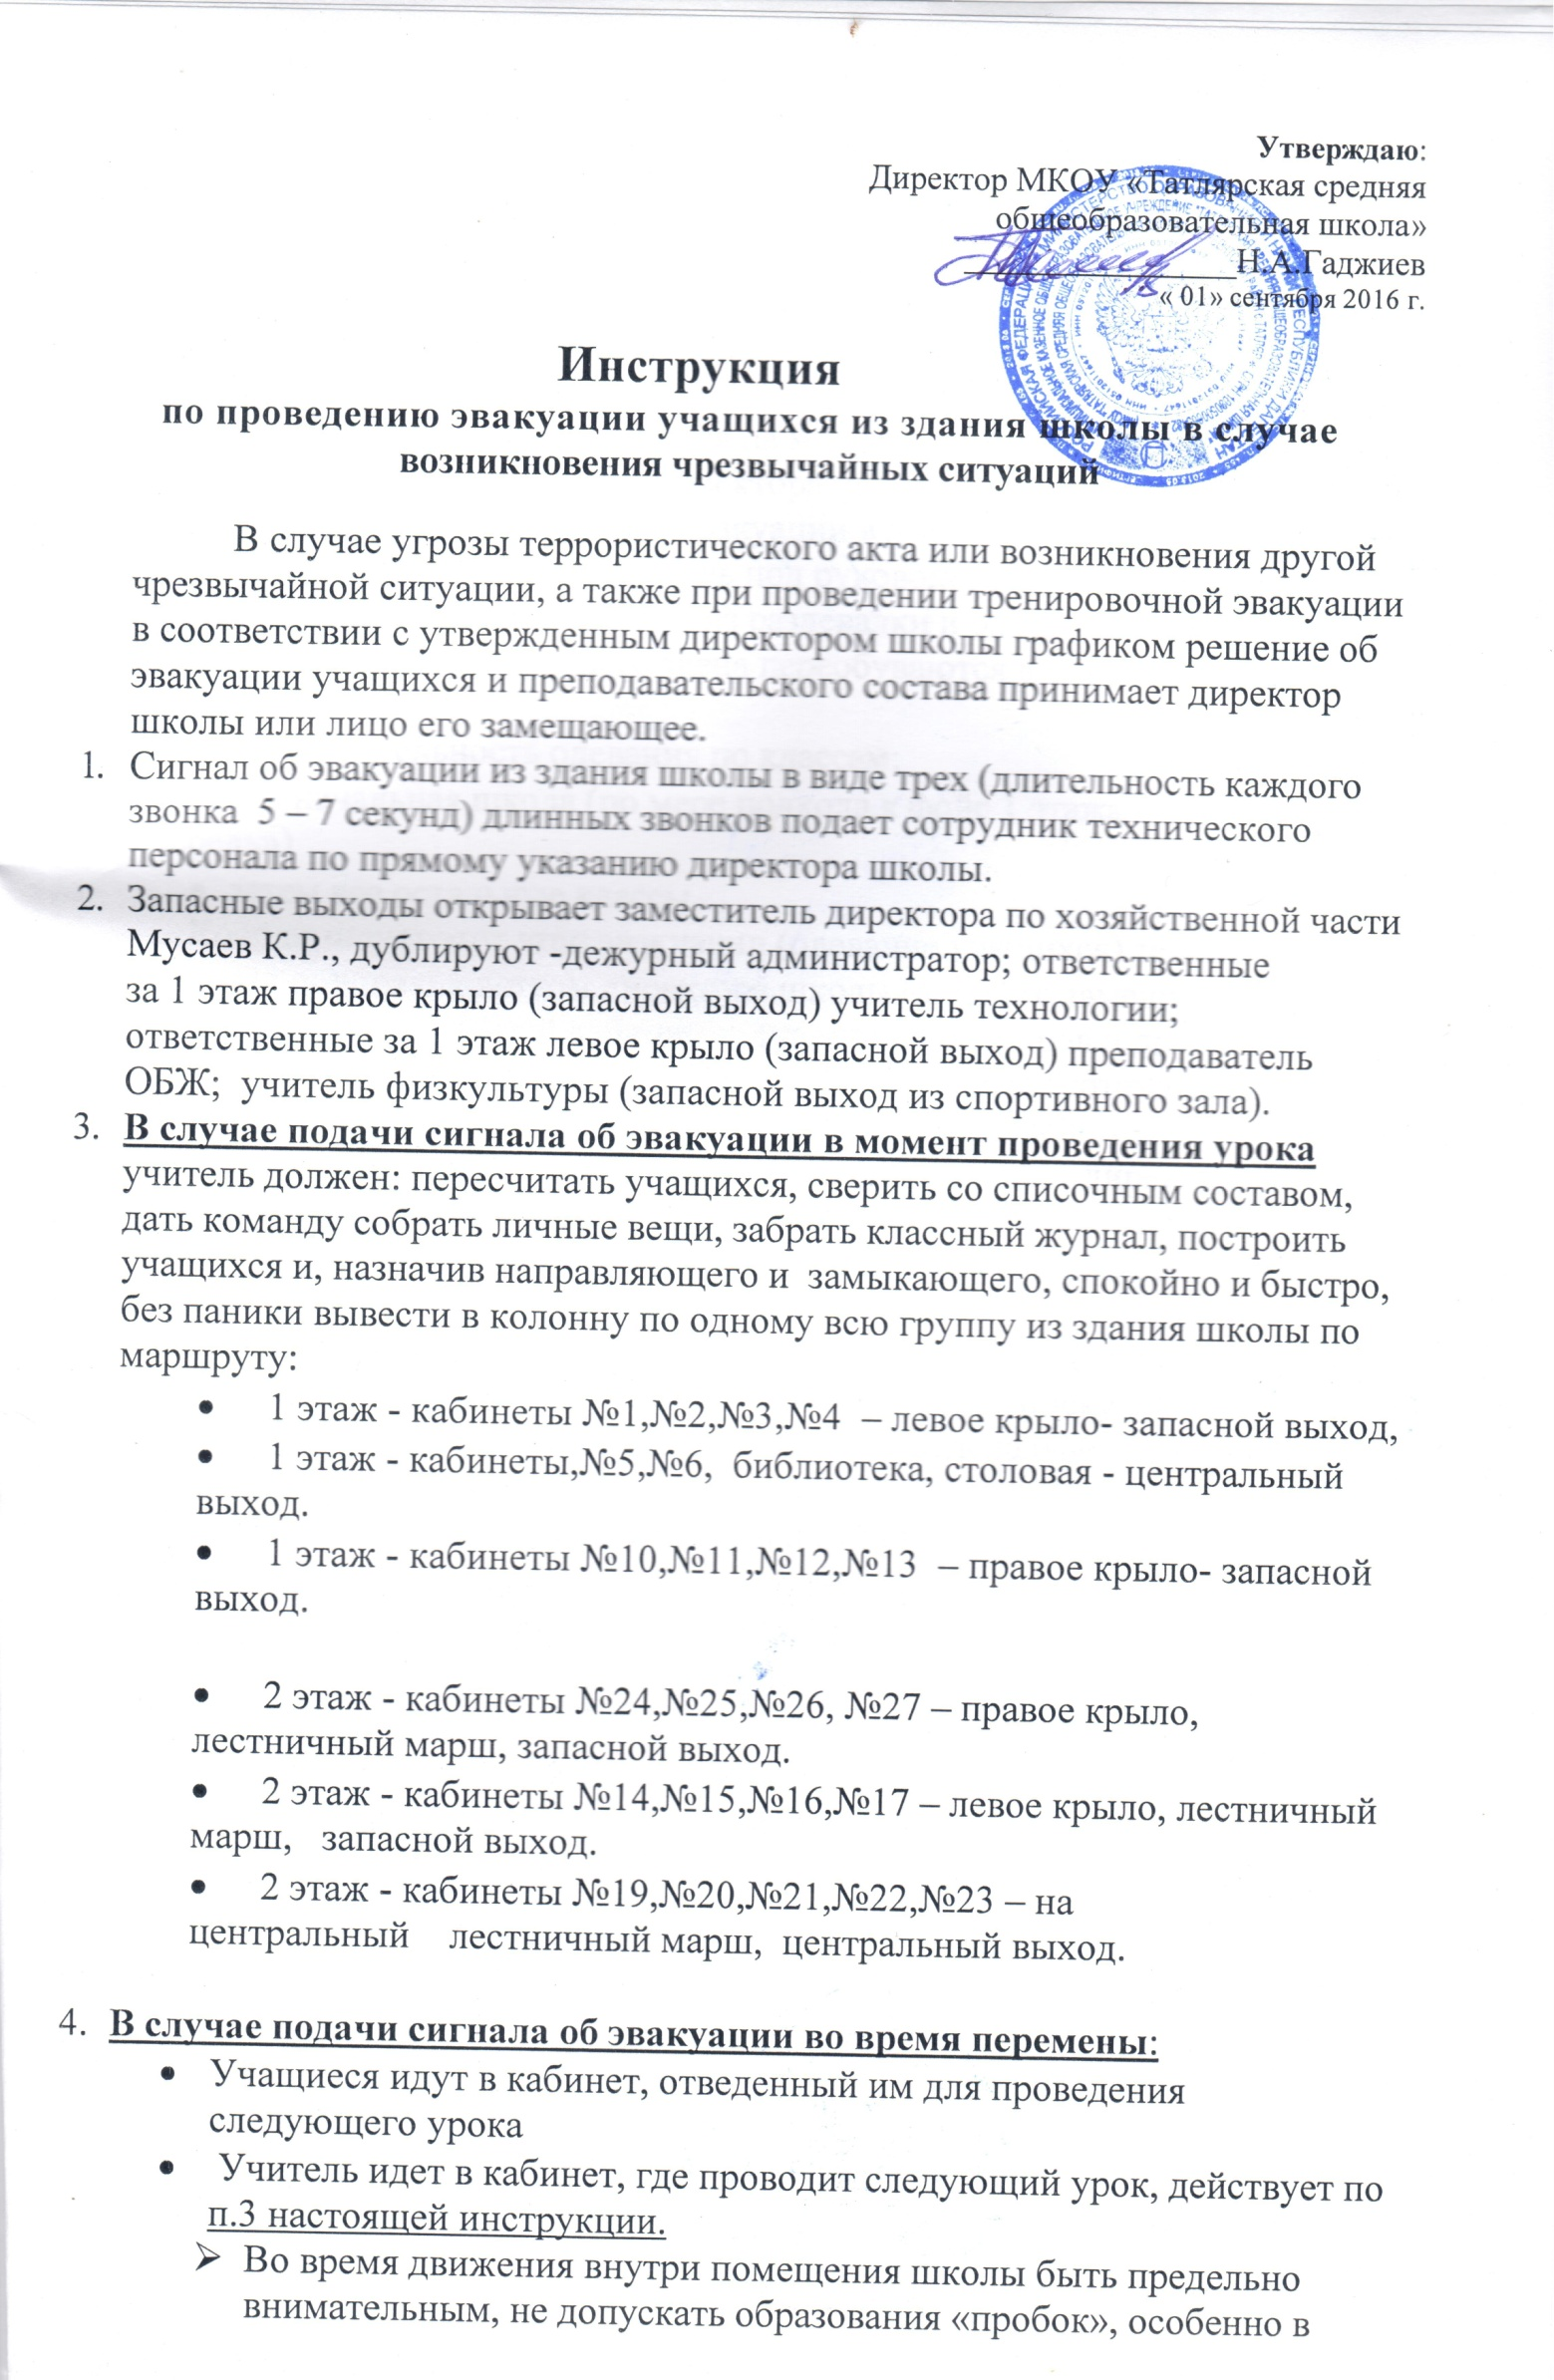 Утверждаю:
Директор МКОУ «Татлярская средняя
общеобразовательная школа»
Н.А.Гаджиев
« 01» сентября 2016 г.
Инструкция
по проведению эвакуации учащихся из здания школы в случае
возникновения чрезвычайных ситуаций
В случае угрозы террористического акта или возникновения другой
чрезвычайной ситуации, а также при проведении тренировочной эвакуации
в соответствии с утвержденным директором школы графиком решение об
эвакуации учащихся и преподавательского состава принимает директор
школы или лицо его замещающее.
1. Сигнал об эвакуации из здания школы в виде трех (длительность каждого
звонка 5 – 7 секунд) длинных звонков подает сотрудник технического
персонала по прямому указанию директора школы.
2. Запасные выходы открывает заместитель директора по хозяйственной части
Мусаев К.Р., дублируют -дежурный администратор; ответственные
за 1 этаж правое крыло (запасной выход) учитель технологии;
ответственные за 1 этаж левое крыло (запасной выход) преподаватель
ОБЖ; учитель физкультуры (запасной выход из спортивного зала).
3. В случае подачи сигнала об эвакуации в момент проведения урока
учитель должен: пересчитать учащихся, сверить со списочным составом,
дать команду собрать личные вещи, забрать классный журнал, построить
учащихся и, назначив направляющего и замыкающего, спокойно и быстро,
без паники вывести в колонну по одному всю группу из здания школы по
маршруту:
• 1 этаж - кабинеты №1,№2,№3,№4 – левое крыло- запасной выход,
• 1 этаж - кабинеты,№5,№6, библиотека, столовая - центральный
выход.
• 1 этаж - кабинеты №10,№11,№12,№13 – правое крыло- запасной
выход.
• 2 этаж - кабинеты №24,№25,№26, №27 – правое крыло,
лестничный марш, запасной выход.
• 2 этаж - кабинеты №14,№15,№16,№17 – левое крыло, лестничный
марш, запасной выход.
• 2 этаж - кабинеты №19,№20,№21,№22,№23 – на
центральный лестничный марш, центральный выход.
4. В случае подачи сигнала об эвакуации во время перемены:
• Учащиеся идут в кабинет, отведенный им для проведения
следующего урока
• Учитель идет в кабинет, где проводит следующий урок, действует по
п.3 настоящей инструкции.
➢ Во время движения внутри помещения школы быть предельно
внимательным, не допускать образования «пробок», особенно в